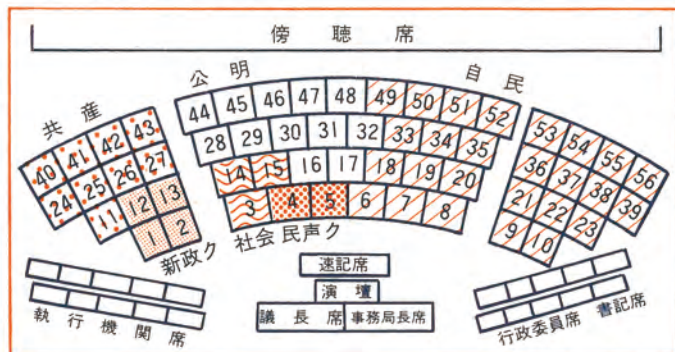 傍聴席
公明
自民
共産
44 45 46 47 48 49 50 51 52
28 29 30 31 32 33 34 35
14 15 16 17 18 19 20
3 4 5 6 7 8
40 41 42 43
24 25 26 27
11 12 13
1 2
53 54 55 56
36 37 38 39
21 22 23
9 10
新政ク
社会
民声ク
速記席
演壇
議長席
事務局長席
執行機関席
行政委員席
書記席